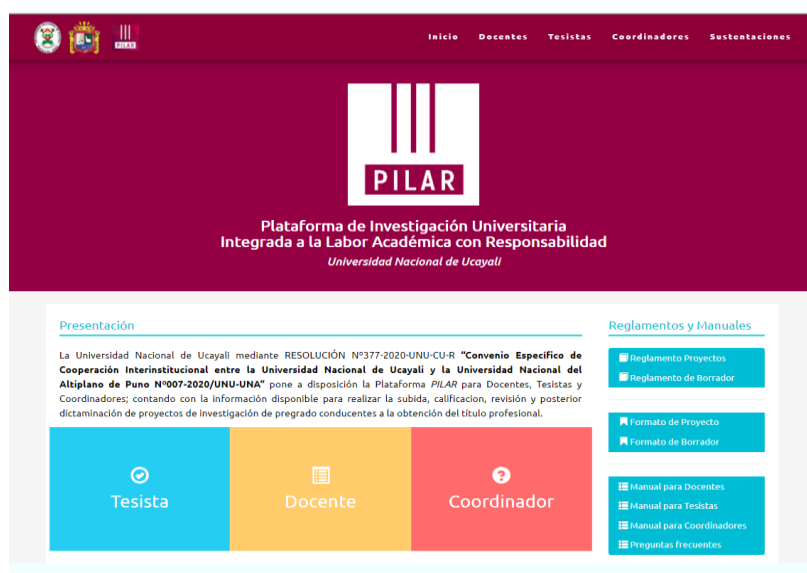 PILAR
Inicio Docentes Tesistas Coordinadores Sustentaciones
PILAR
Plataforma de Investigación Universitaria
Integrada a la Labor Académica con Responsabilidad
Universidad Nacional de Ucayali
Presentación
La Universidad Nacional de Ucayali mediante RESOLUCIÓN Nº377-2020-UNU-CU-R “Convenio Específico de
Cooperación Interinstitucional entre la Universidad Nacional de Ucayali y la Universidad Nacional del
Altiplano de Puno Nº007-2020/UNU-UNA” pone a disposición la Plataforma PILAR para Docentes, Tesistas y
Coordinadores; contando con la información disponible para realizar la subida, calificacion, revisión y posterior
dictaminación de proyectos de investigación de pregrado conducentes a la obtención del título profesional.
Tesista
Docente
Coordinador
Reglamentos y Manuales
Reglamento Proyectos
Reglamento de Borrador
Formato de Proyecto
Formato de Borrador
Manual para Docentes
Manual para Tesistas
Manual para Coordinadores
Preguntas frecuentes